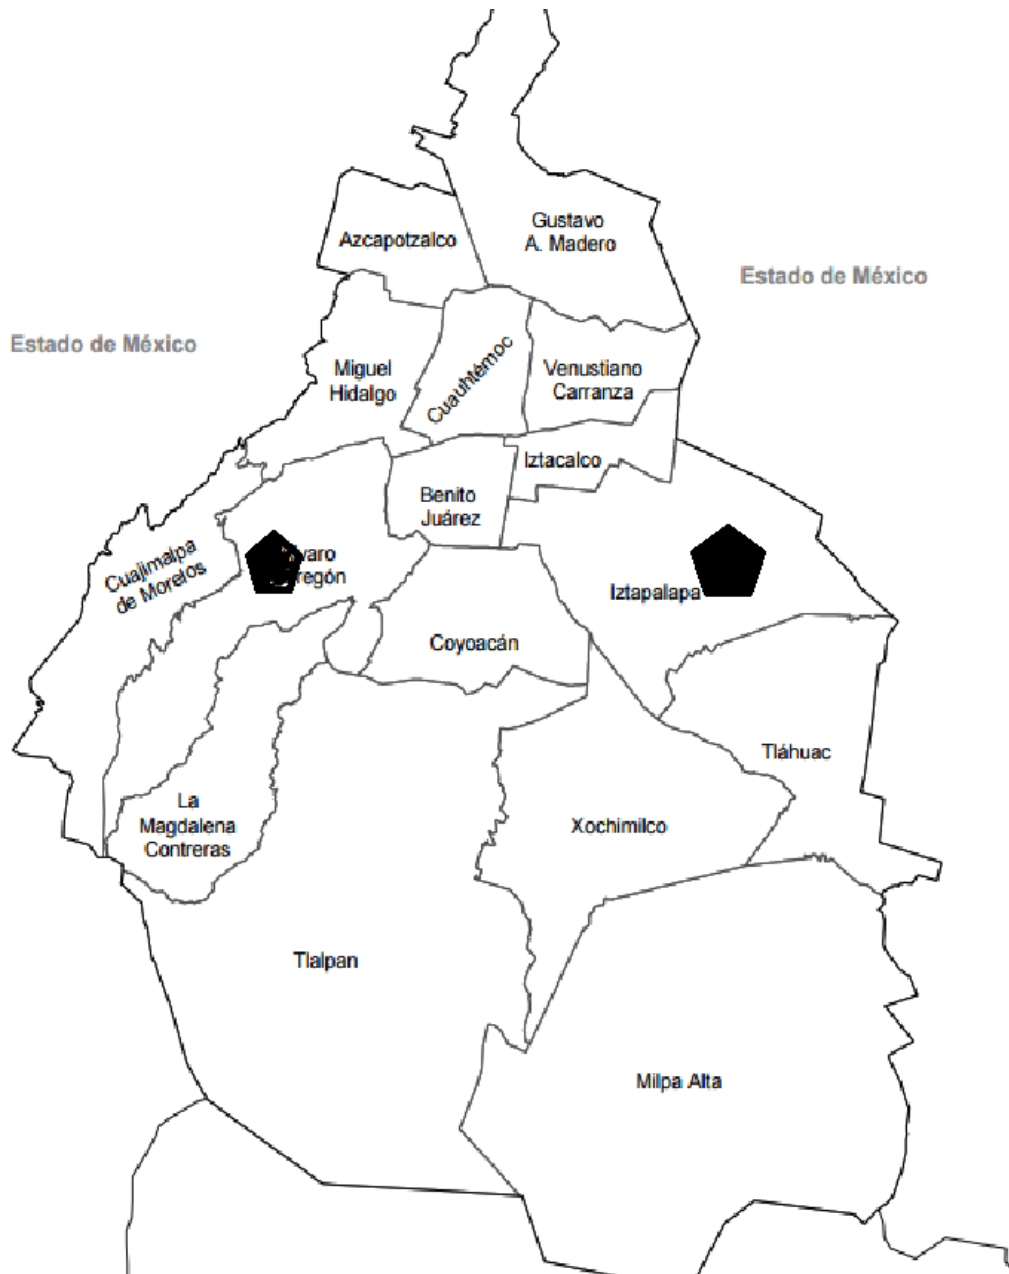 Gustavo
A. Madero
Azcapotzalco
Estado de México
Estado de México
Miguel
Hidalgo
Cuauhtémoc
Venustiano
Carranza
Iztacalco
Benito
Juárez
Cuajimalpa
de Morelos
Iztapalapa
Coyoacán
Tláhuac
La
Magdalena
Contreras
Xochimilco
Tlalpan
Milpa Alta